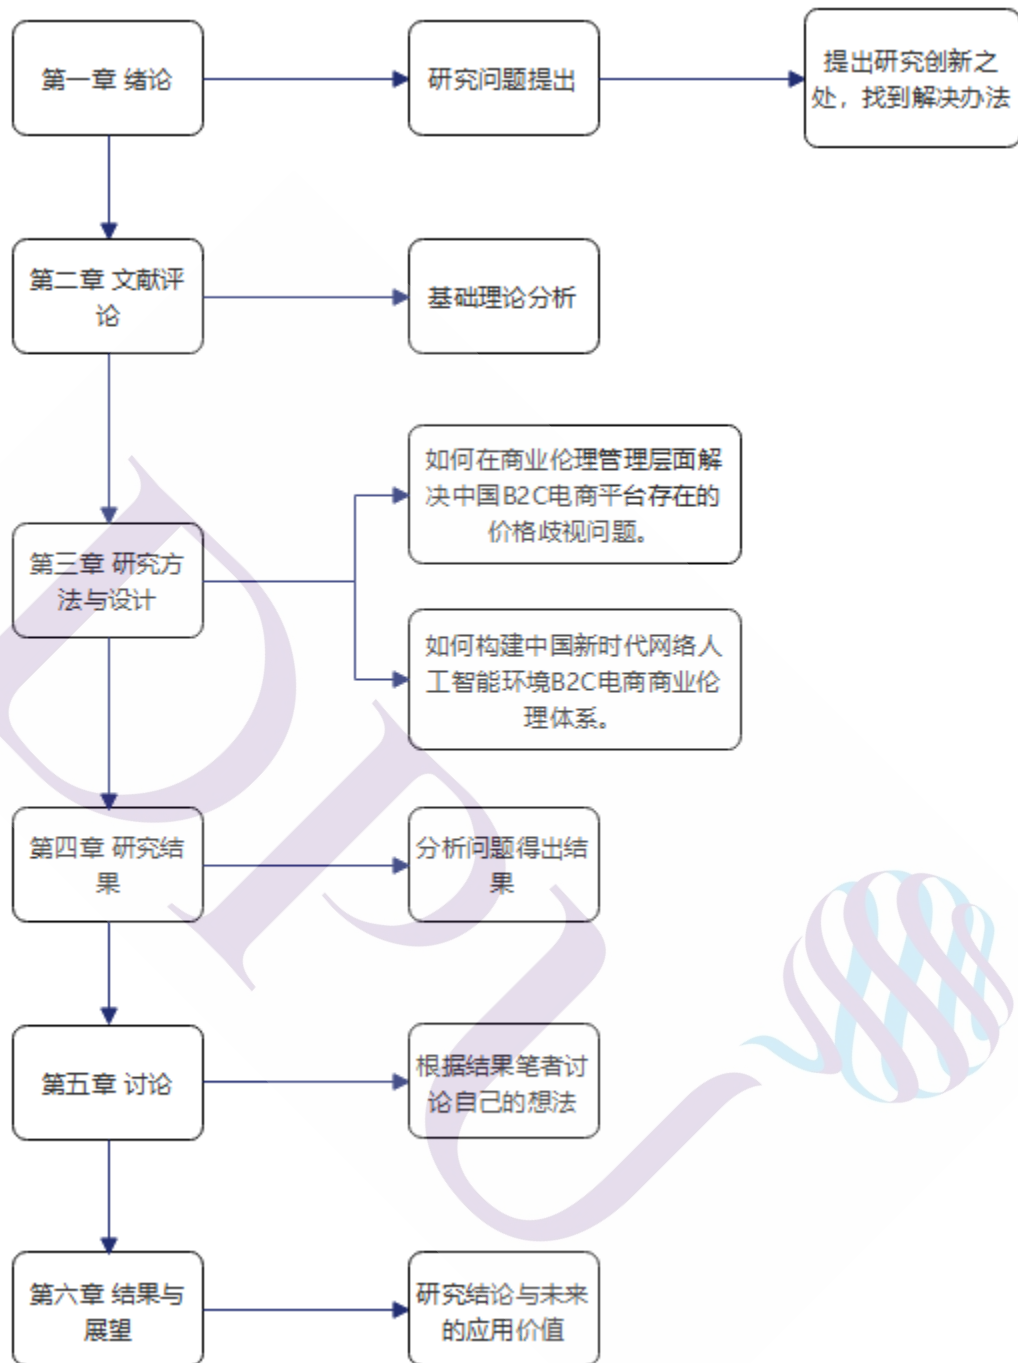 第一章 绪论
研究问题提出
提出研究创新之
处，找到解决办法
第二章 文献评
论
基础理论分析
如何在商业伦理管理层面解
决中国B2C电商平台存在的
价格歧视问题。
第三章 研究方
法与设计
如何构建中国新时代网络人
工智能环境B2C电商商业伦
理体系。
第四章 研究结
果
分析问题得出结
果
第五章 讨论
根据结果笔者讨
论自己的想法
第六章 结果与
展望
研究结论与未来
的应用价值
DPU